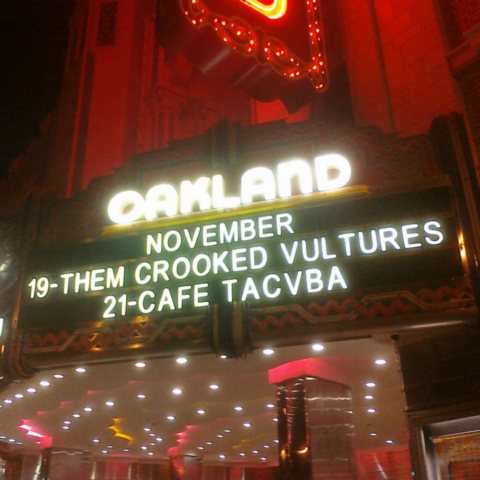 OAKLAND
NOVEMBER
19-THEM CROOKED VULTURES
21-CAFE TACVBA